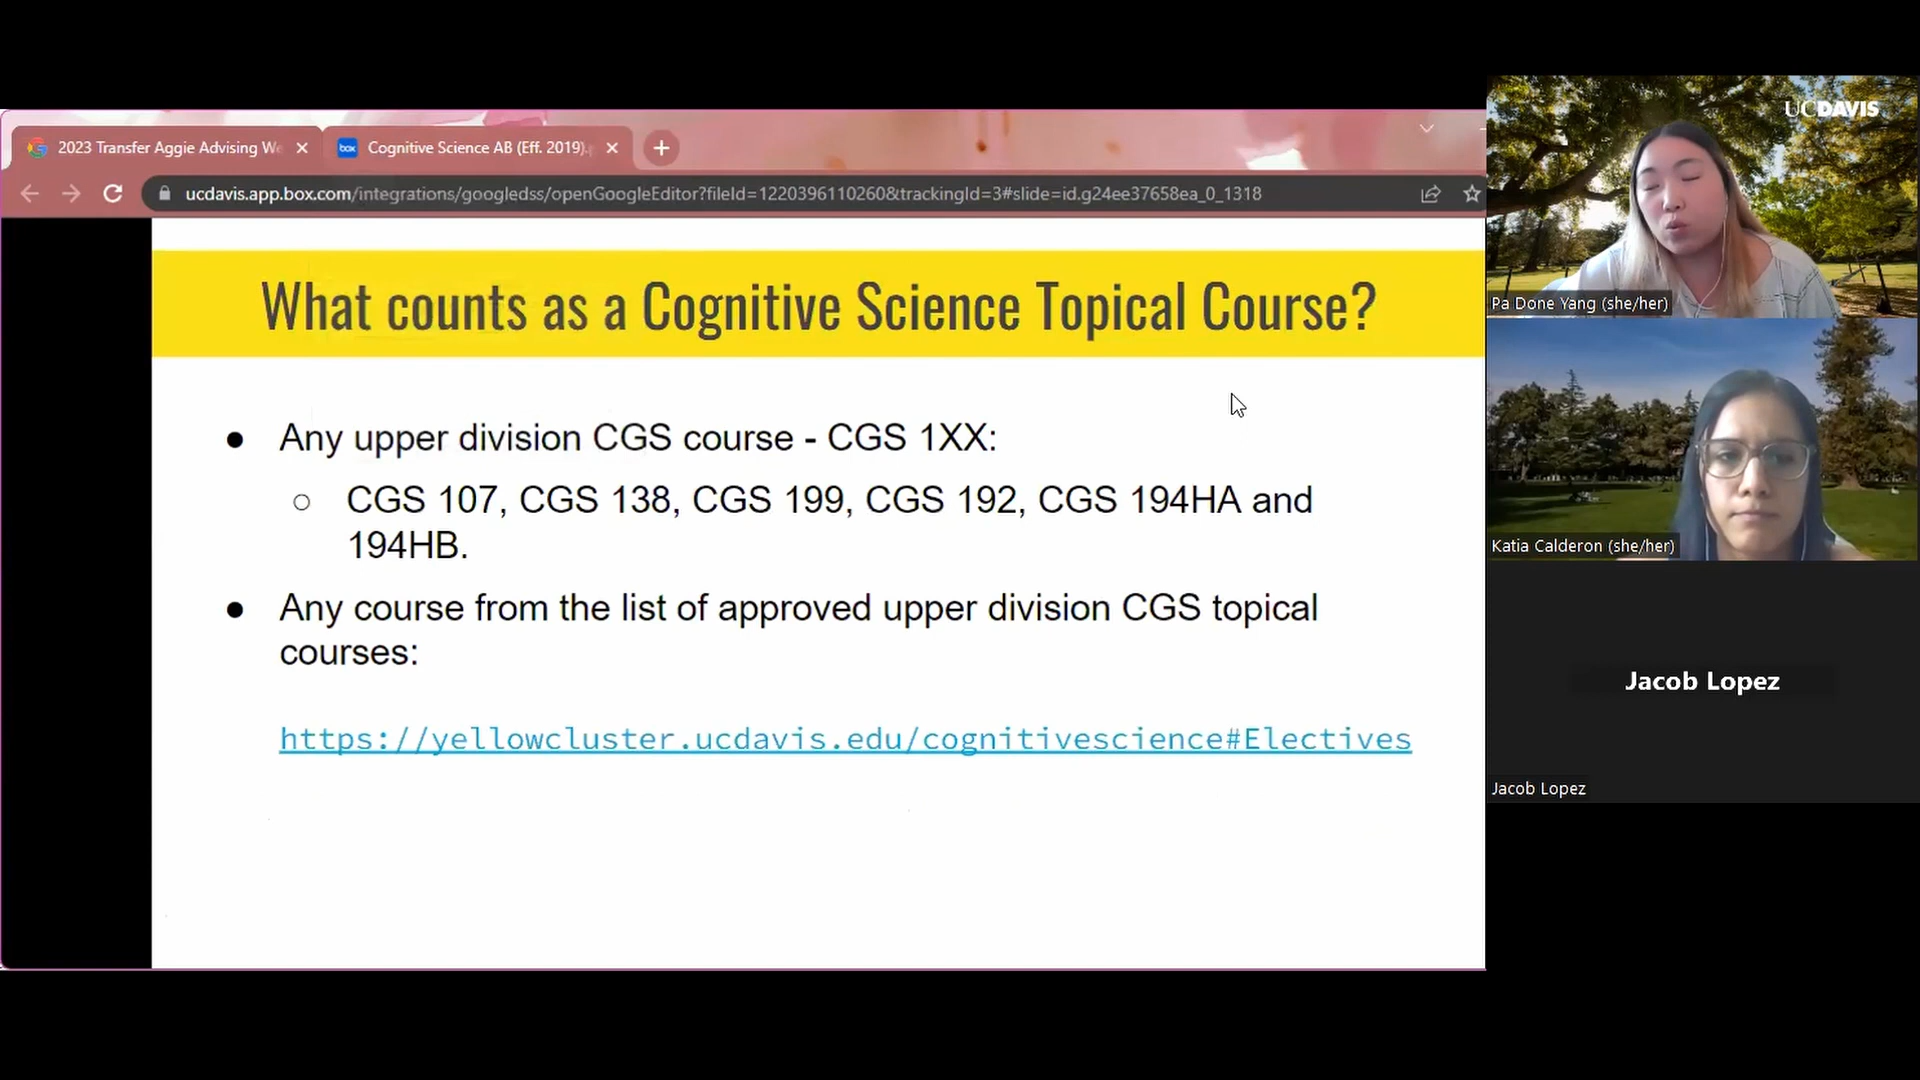 2023 Transfer Aggie Advising We
Cognitive Science AB (Eff. 2019).
ucdavis.app.box.com/integrations/googledss/openGoogleEditor?fileId=1220396110260&trackingId=3#slide=id.g24ee37658ea_0_1318
What counts as a Cognitive Science Topical Course?
● Any upper division CGS course - CGS 1XX:
○ CGS 107, CGS 138, CGS 199, CGS 192, CGS 194HA and
194HB.
● Any course from the list of approved upper division CGS topical
courses:
https://yellowcluster.ucdavis.edu/cognitivescience#Electives
UCDAVIS
Pa Done Yang (she/her)
Katia Calderon (she/her)
Jacob Lopez
Jacob Lopez
box